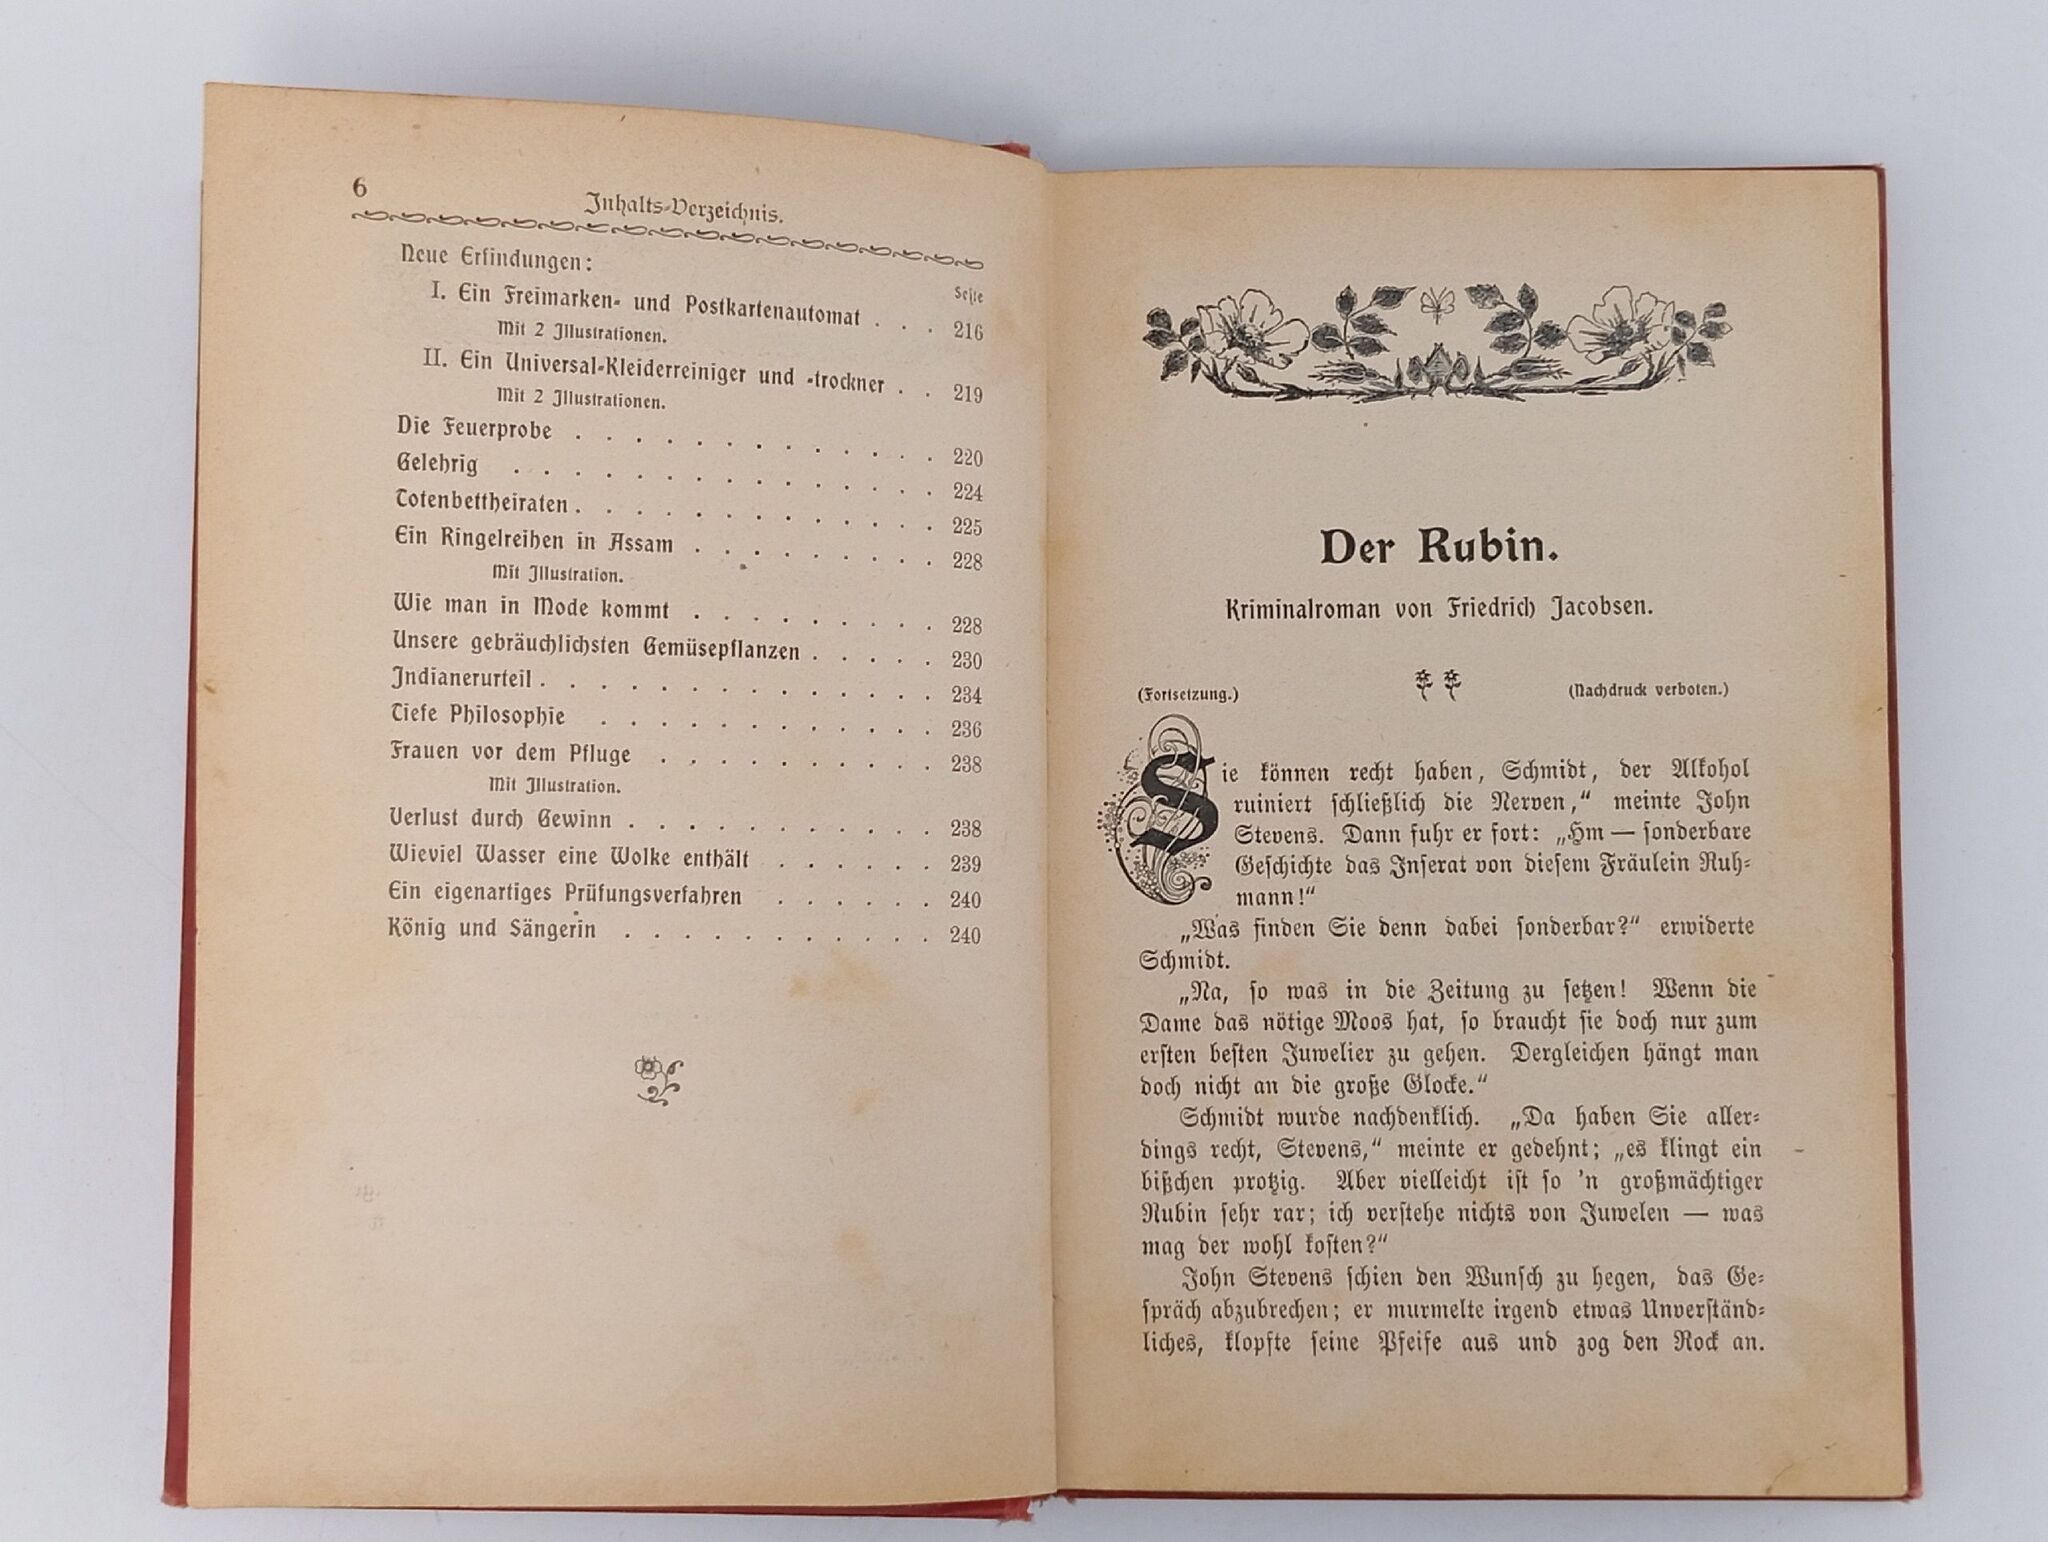 6
Inhalts-Verzeichnis.
Neue Erfindungen:
Seite
I. Ein Freimarken- und Postkartenautomat . . . 216
Mit 2 Illustrationen.
II. Ein Universal-Kleiderreiniger und -trockner . . 219
Mit 2 Illustrationen.
Die Feuerprobe . . . . . . . . . . . . 220
Gelehrig . . . . . . . . . . . . . . 224
Totenbettheiraten . . . . . . . . . . . . 225
Ein Ringelreihen in Assam . . . . . . . . 228
Mit Illustration.
Wie man in Mode kommt . . . . . . . . 228
Unsere gebräuchlichsten Gemüsepflanzen . . . . 230
Indianerurteil . . . . . . . . . . . . . 234
Tiefe Philosophie . . . . . . . . . . . 236
Frauen vor dem Pfluge . . . . . . . . . 238
Mit Illustration.
Verlust durch Gewinn . . . . . . . . . . 238
Wieviel Wasser eine Wolke enthält . . . . . 239
Ein eigenartiges Prüfungsverfahren . . . . . 240
König und Sängerin . . . . . . . . . . 240
Der Rubin.
Kriminalroman von Friedrich Jacobsen.
(Fortsetzung.) (Nachdruck verboten.)
Sie können recht haben, Schmidt, der Alkohol
ruiniert schließlich die Nerven,“ meinte John
Stevens. Dann fuhr er fort: „Hm — sonderbare
Geschichte das Inserat von diesem Fräulein Ruh-
mann!“
„Was finden Sie denn dabei sonderbar?“ erwiderte
Schmidt.
„Na, so was in die Zeitung zu setzen! Wenn die
Dame das nötige Moos hat, so braucht sie doch nur zum
ersten besten Juwelier zu gehen. Dergleichen hängt man
doch nicht an die große Glocke.“
Schmidt wurde nachdenklich. „Da haben Sie aller-
dings recht, Stevens,“ meinte er gedehnt; „es klingt ein
bißchen protzig. Aber vielleicht ist so 'n großmächtiger
Rubin sehr rar; ich verstehe nichts von Juwelen — was
mag der wohl kosten?“
John Stevens schien den Wunsch zu hegen, das Ge-
spräch abzubrechen; er murmelte irgend etwas Unverständ-
liches, klopfte seine Pfeife aus und zog den Rock an.